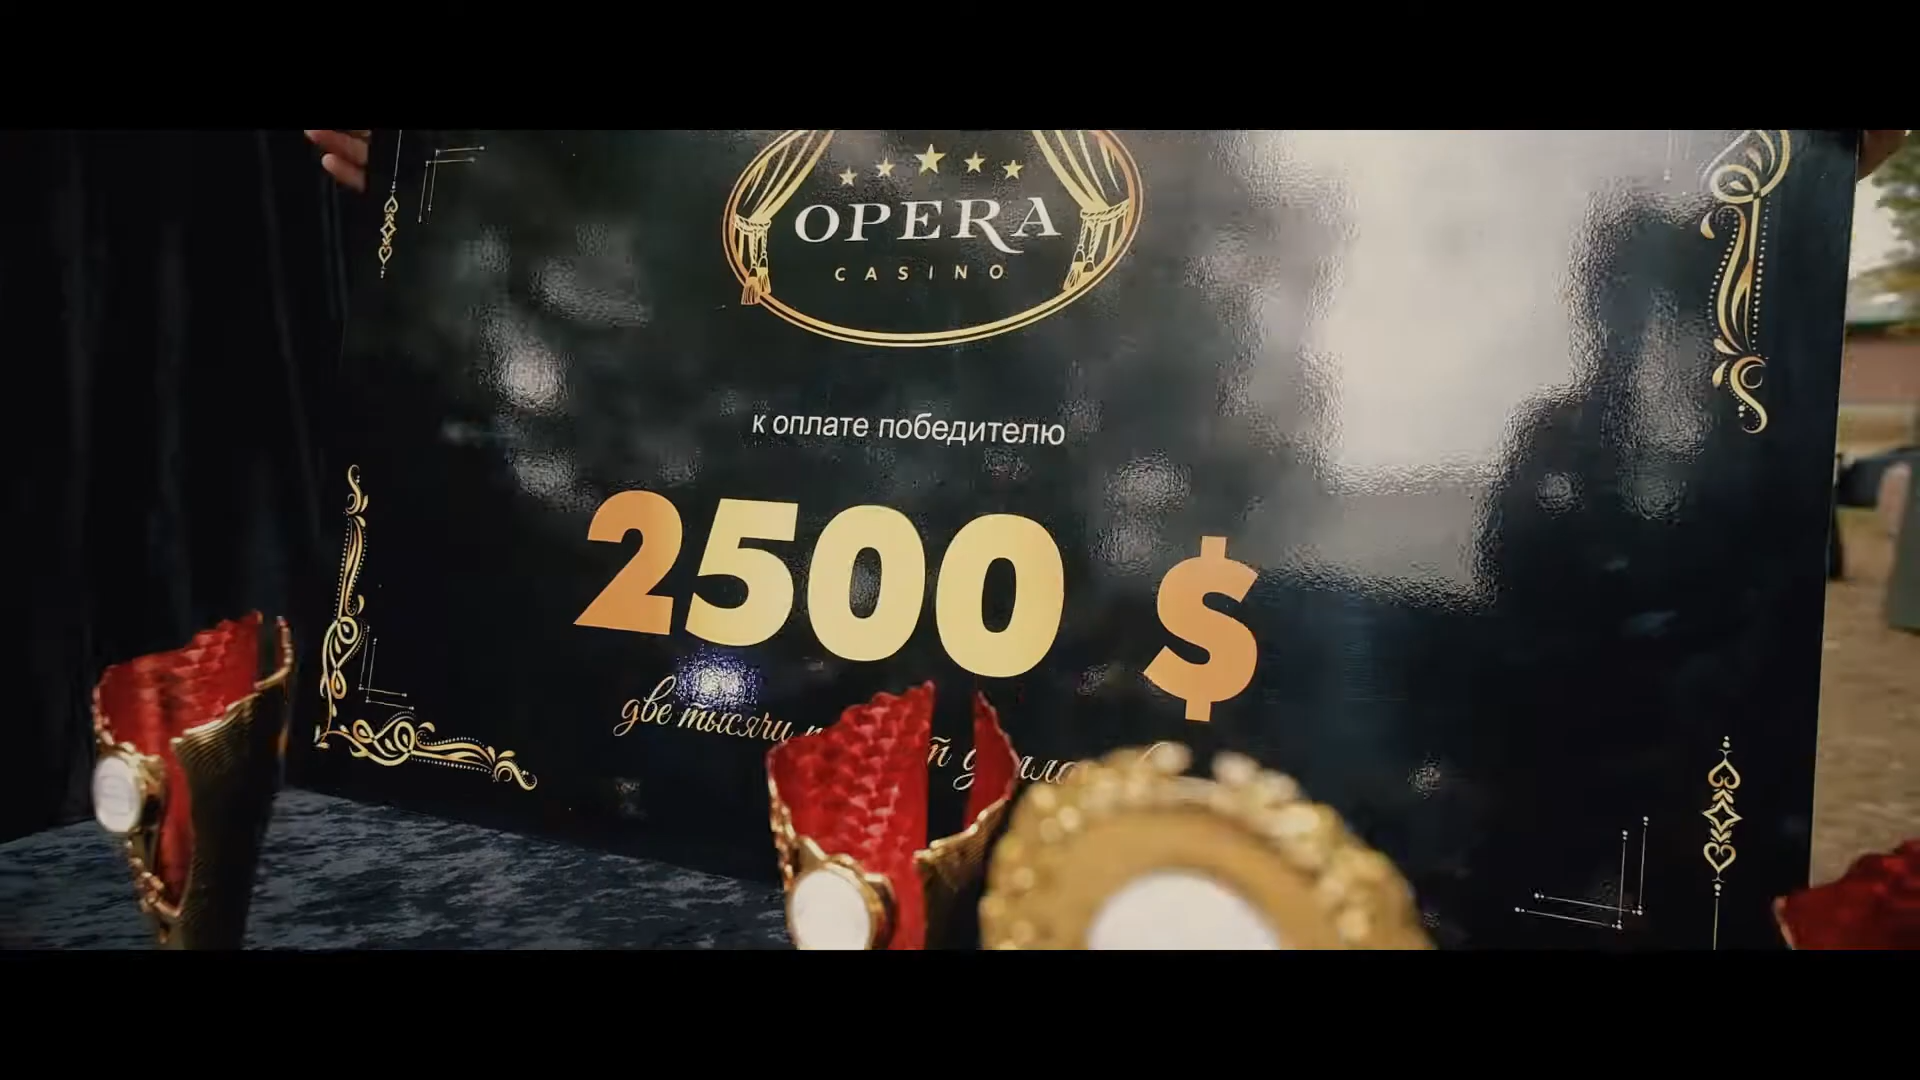 OPERA
CASINO
к оплате победителю
2500 $
две тысячи